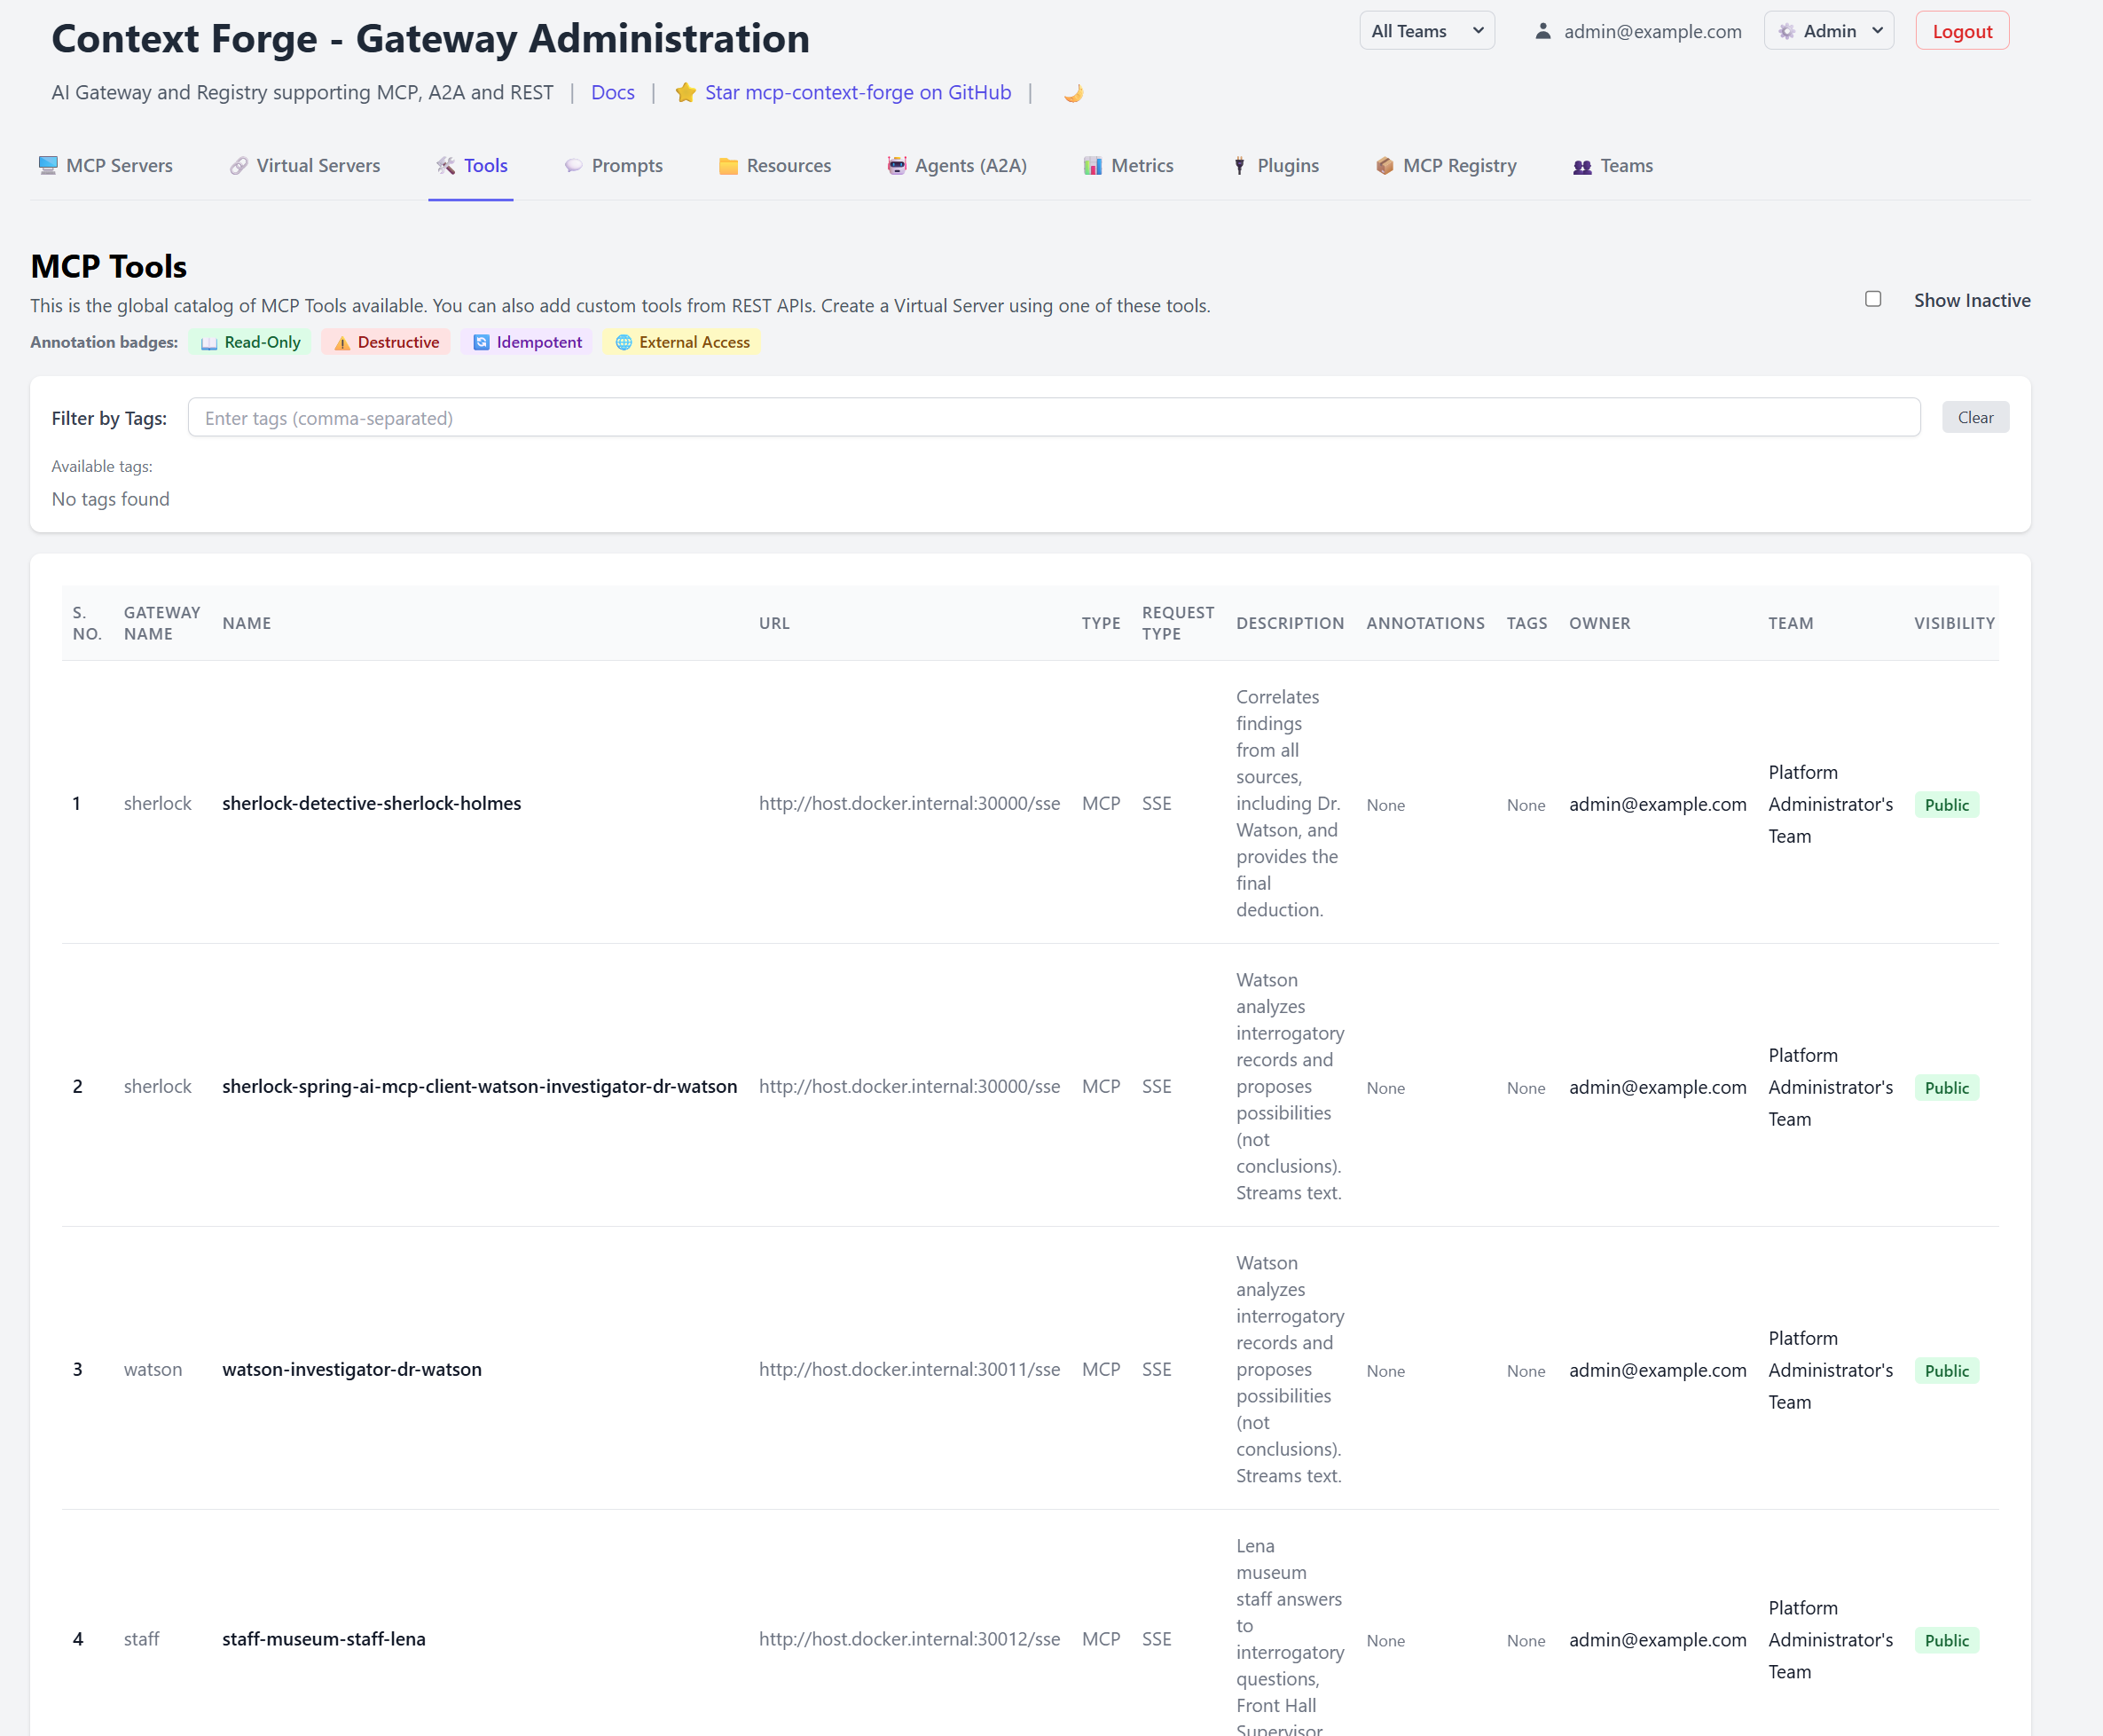 Context Forge - Gateway Administration
All Teams
admin@example.com
Admin
Logout
AI Gateway and Registry supporting MCP, A2A and REST | Docs | Star mcp-context-forge on GitHub |
MCP Servers
Virtual Servers
Tools
Prompts
Resources
Agents (A2A)
Metrics
Plugins
MCP Registry
Teams
MCP Tools
This is the global catalog of MCP Tools available. You can also add custom tools from REST APIs. Create a Virtual Server using one of these tools.
Show Inactive
Annotation badges: Read-Only Destructive Idempotent External Access
Filter by Tags:
Enter tags (comma-separated)
Clear
Available tags:
No tags found
S. NO.
GATEWAY NAME
NAME
URL
TYPE
REQUEST TYPE
DESCRIPTION
ANNOTATIONS
TAGS
OWNER
TEAM
VISIBILITY
1
sherlock
sherlock-detective-sherlock-holmes
http://host.docker.internal:30000/sse
MCP
SSE
Correlates
findings
from all
sources,
including Dr.
Watson, and
provides the
final
deduction.
None
None
admin@example.com
Platform
Administrator's
Team
Public
2
sherlock
sherlock-spring-ai-mcp-client-watson-investigator-dr-watson
http://host.docker.internal:30000/sse
MCP
SSE
Watson
analyzes
interrogatory
records and
proposes
possibilities
(not
conclusions).
Streams text.
None
None
admin@example.com
Platform
Administrator's
Team
Public
3
watson
watson-investigator-dr-watson
http://host.docker.internal:30011/sse
MCP
SSE
Watson
analyzes
interrogatory
records and
proposes
possibilities
(not
conclusions).
Streams text.
None
None
admin@example.com
Platform
Administrator's
Team
Public
4
staff
staff-museum-staff-lena
http://host.docker.internal:30012/sse
MCP
SSE
Lena
museum
staff answers
to
interrogatory
questions,
Front Hall
Supervisor
None
None
admin@example.com
Platform
Administrator's
Team
Public